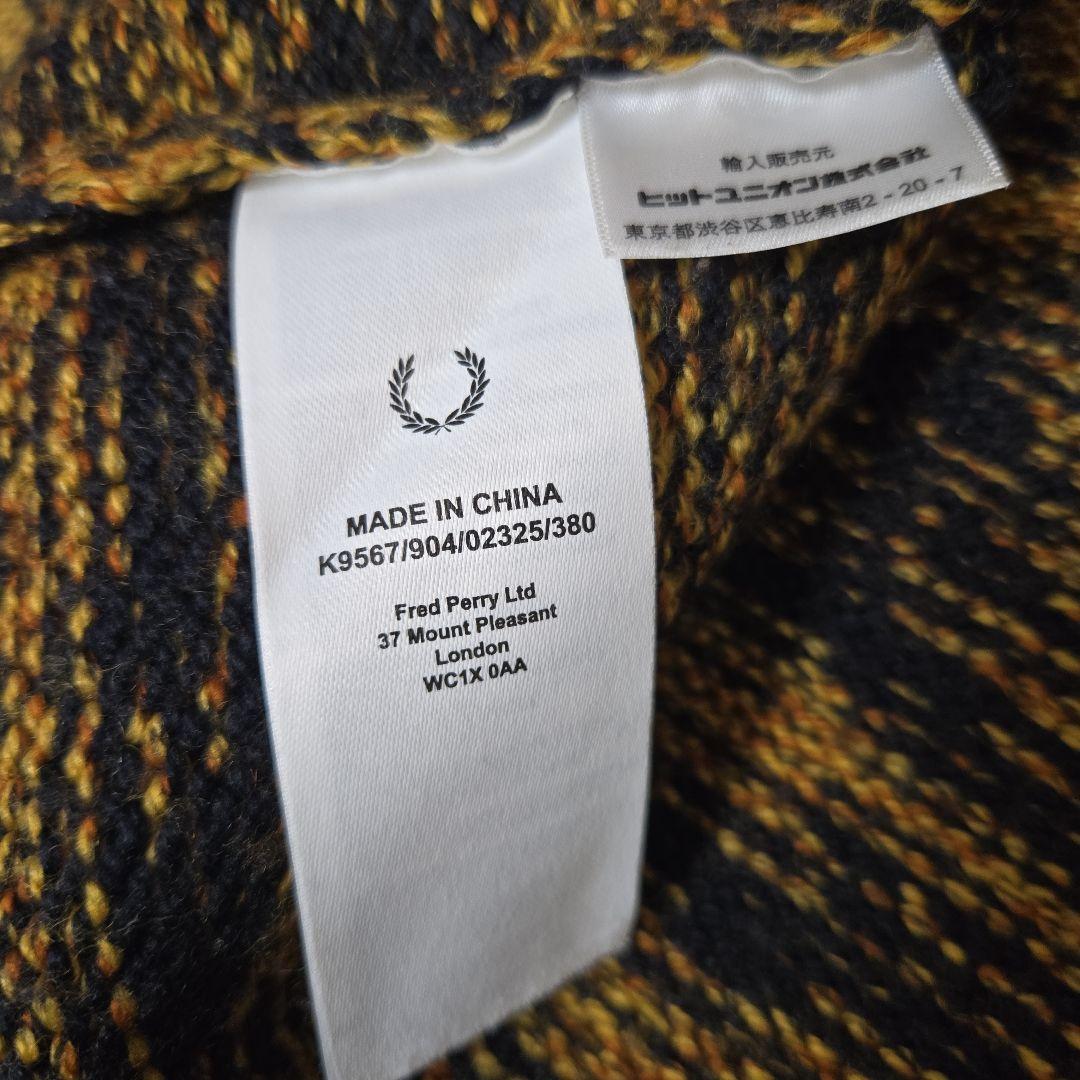 輸入販売元
ヒットユニオン株式会社
東京都渋谷区恵比寿南2-20-7
MADE IN CHINA
K9567/904/02325/380
Fred Perry Ltd
37 Mount Pleasant
London
WC1X 0AA